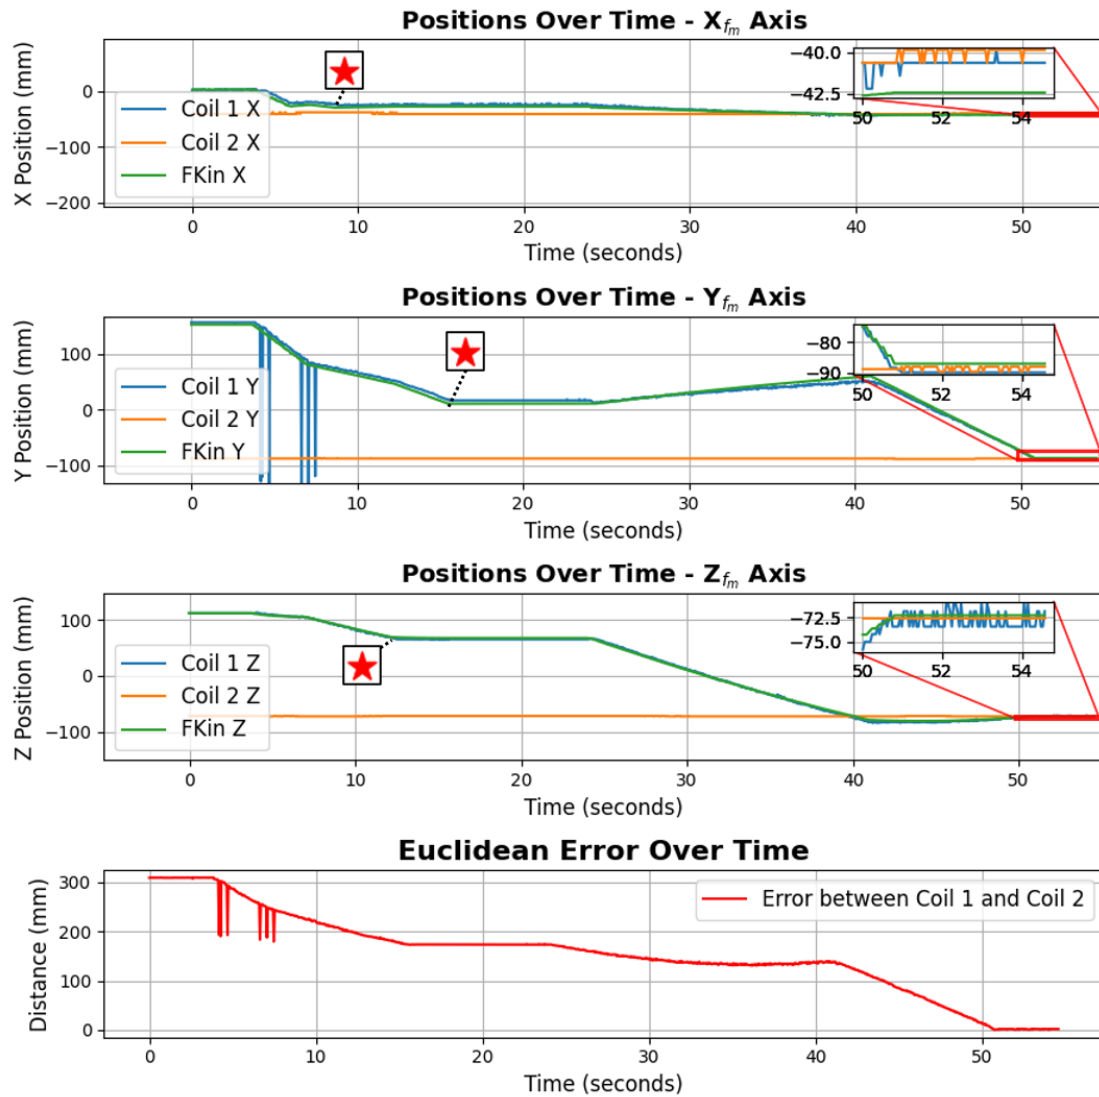 Positions Over Time - X_fm Axis
X Position (mm)
0
−100
−200
Coil 1 X
Coil 2 X
FKin X
−40.0
−42.5
50 52 54
0 10 20 30 40 50
Time (seconds)
Positions Over Time - Y_fm Axis
Y Position (mm)
100
0
−100
Coil 1 Y
Coil 2 Y
FKin Y
−80
−90
50 52 54
0 10 20 30 40 50
Time (seconds)
Positions Over Time - Z_fm Axis
Z Position (mm)
100
0
−100
Coil 1 Z
Coil 2 Z
FKin Z
−72.5
−75.0
50 52 54
0 10 20 30 40 50
Time (seconds)
Euclidean Error Over Time
Distance (mm)
300
200
100
0
Error between Coil 1 and Coil 2
0 10 20 30 40 50
Time (seconds)